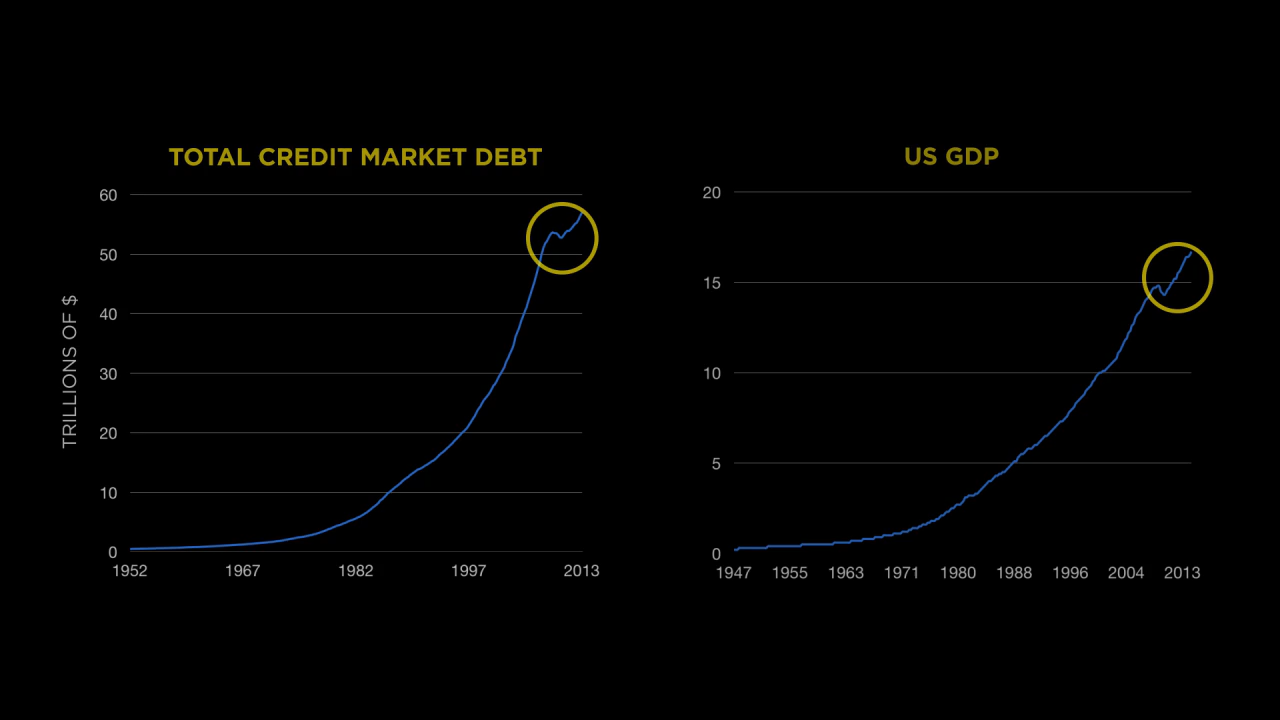 TOTAL CREDIT MARKET DEBT
TRILLIONS OF $
60
50
40
30
20
10
0
1952 1967 1982 1997 2013
US GDP
20
15
10
5
0
1947 1955 1963 1971 1980 1988 1996 2004 2013